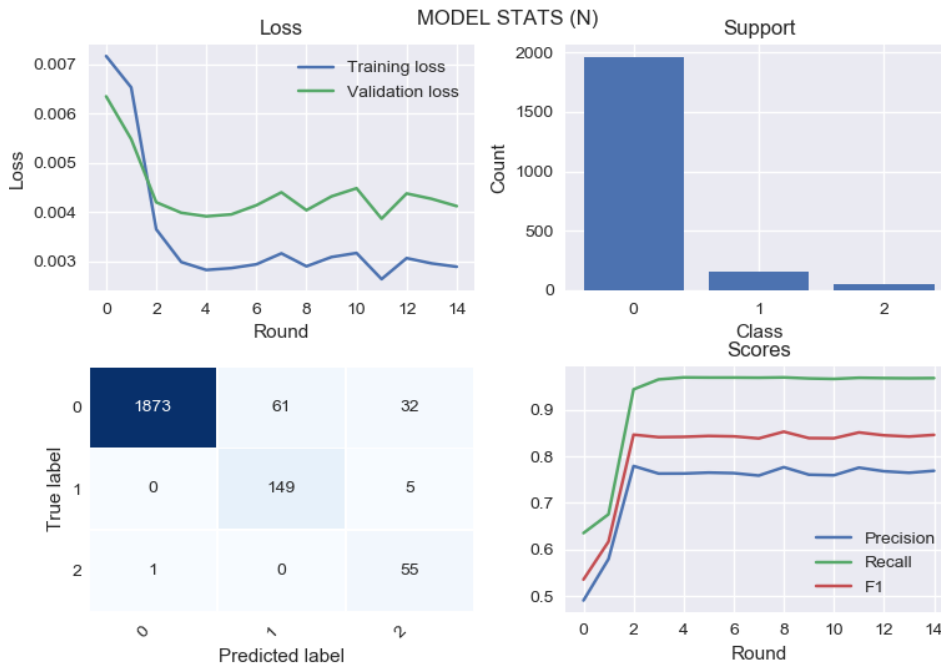 MODEL STATS (N)
Loss
Training loss
Validation loss
0.007
0.006
0.005
0.004
0.003
Loss
0 2 4 6 8 10 12 14
Round
Support
2000
1500
1000
500
0
Count
0 1 2
Class
0 1873 61 32
1 0 149 5
2 1 0 55
True label
0 1 2
Predicted label
Scores
0.9
0.8
0.7
0.6
0.5
Precision
Recall
F1
0 2 4 6 8 10 12 14
Round